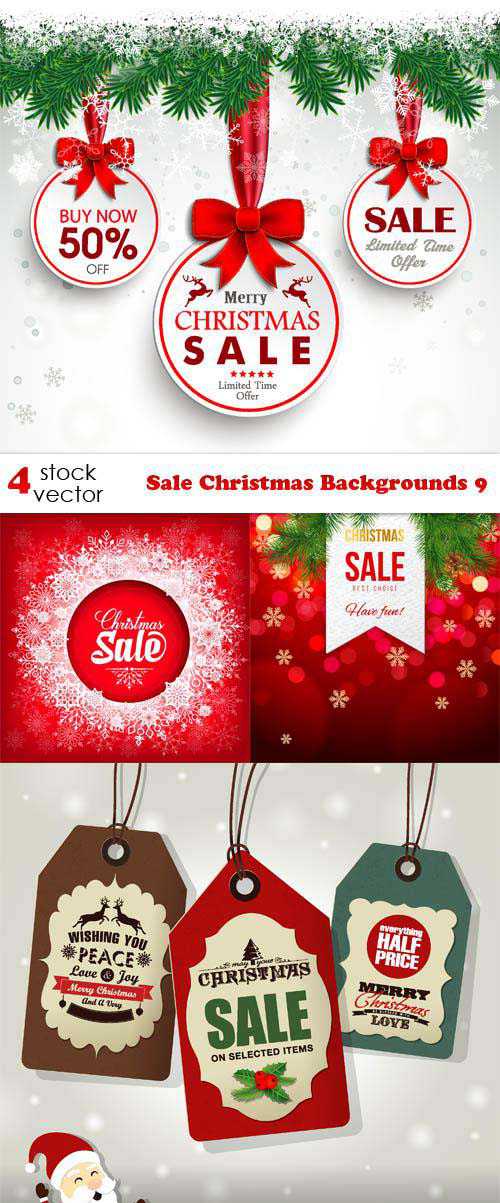 BUY NOW
50%
OFF
Merry
CHRISTMAS
SALE
Limited Time
Offer
SALE
Limited Time
Offer
4 stock
vector
Sale Christmas Backgrounds 9
Christmas
Sale
CHRISTMAS
SALE
BEST CHOICE
Have fun!
WISHING YOU
PEACE
Love & Joy
Merry Christmas
And A Very
may your
CHRISTMAS
SALE
ON SELECTED ITEMS
everything
HALF
PRICE
MERRY
Christmas
LOVE